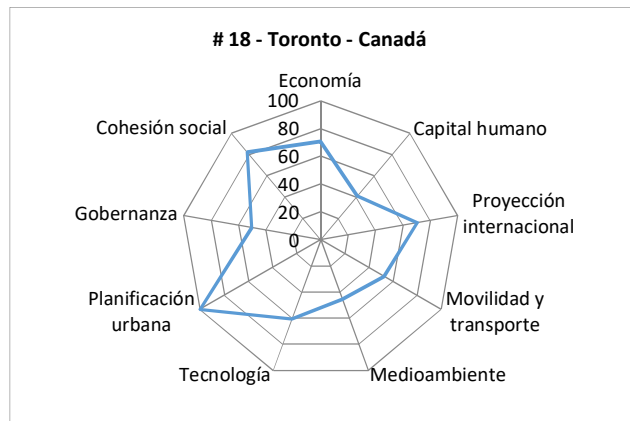 # 18 - Toronto - Canadá
Economía
100
80
60
40
20
0
Capital humano
Proyección
internacional
Movilidad y
transporte
Medioambiente
Tecnología
Planificación
urbana
Gobernanza
Cohesión social